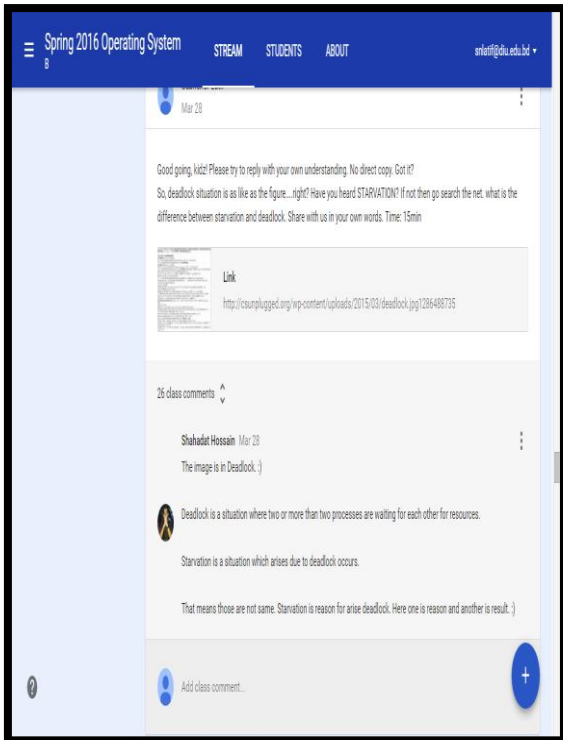 Spring 2016 Operating System
B
STREAM
STUDENTS
ABOUT
snlatif@diu.edu.bd
Mar 28
Good going, kidz! Please try to reply with your own understanding. No direct copy. Got it?
So, deadlock situation is as like as the figure....right? Have you heard STARVATION? If not then go search the net. what is the
difference between starvation and deadlock. Share with us in your own words. Time: 15min
Link
http://csunplugged.org/wp-content/uploads/2015/03/deadlock.jpg1286488735
26 class comments
Shahadat Hossain Mar 28
The image is in Deadlock. :)
Deadlock is a situation where two or more than two processes are waiting for each other for resources.
Starvation is a situation which arises due to deadlock occurs.
That means those are not same. Starvation is reason for arise deadlock. Here one is reason and another is result. :)
Add class comment...
+
?